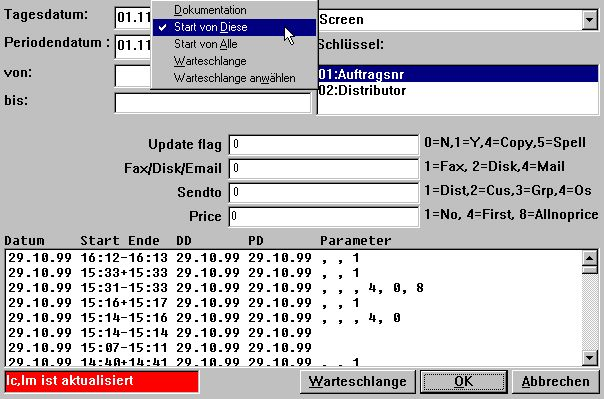 Tagesdatum: 01.11
Dokumentation
Start von Diese
Start von Alle
Warteschlange
Warteschlange anwählen
Screen
Periodendatum : 01.11
Schlüssel:
von:
bis:
01:Auftragsnr
02:Distributor
Update flag 0 0=N,1=Y,4=Copy,5=Spell
Fax/Disk/Email 0 1=Fax, 2=Disk,4=Mail
Sendto 0 1=Dist,2=Cus,3=Grp,4=Os
Price 0 1=No, 4=First, 8=Allnoprice
Datum Start Ende DD PD Parameter
29.10.99 16:12-16:13 29.10.99 29.10.99 , , 1
29.10.99 15:33+15:33 29.10.99 29.10.99 , , 1
29.10.99 15:31-15:33 29.10.99 29.10.99 , , , 4, 0, 8
29.10.99 15:16+15:17 29.10.99 29.10.99 , , 1
29.10.99 15:14-15:16 29.10.99 29.10.99 , , , 4, 0
29.10.99 15:14-15:14 29.10.99 29.10.99
29.10.99 15:07-15:11 29.10.99 29.10.99
29.10.99 14:40+14:41 29.10.99 29.10.99 , , 1
Ic,Im ist aktualisiert
Warteschlange
OK
Abbrechen